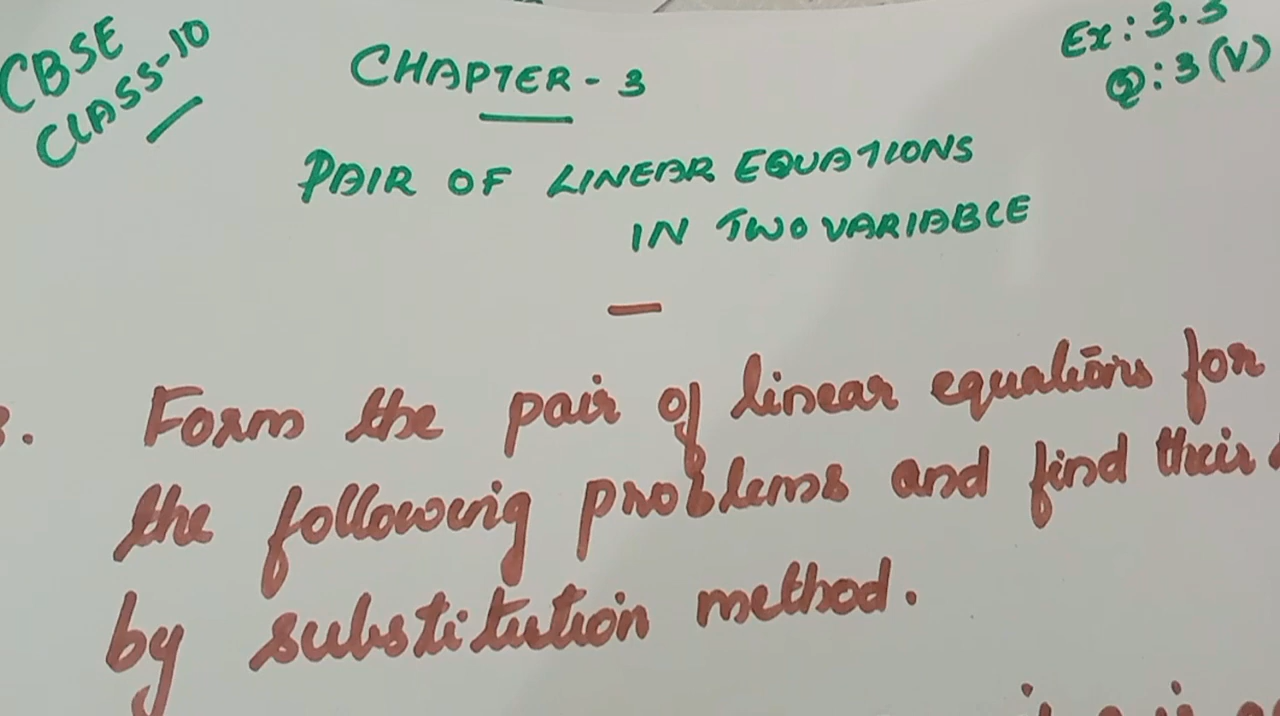 CBSE
CLASS-10
CHAPTER - 3
Ex: 3.3
Q: 3 (V)
PAIR OF LINEAR EQUATIONS
IN TWO VARIABLE
3. Form the pair of linear equations for
the following problems and find their
by substitution method.